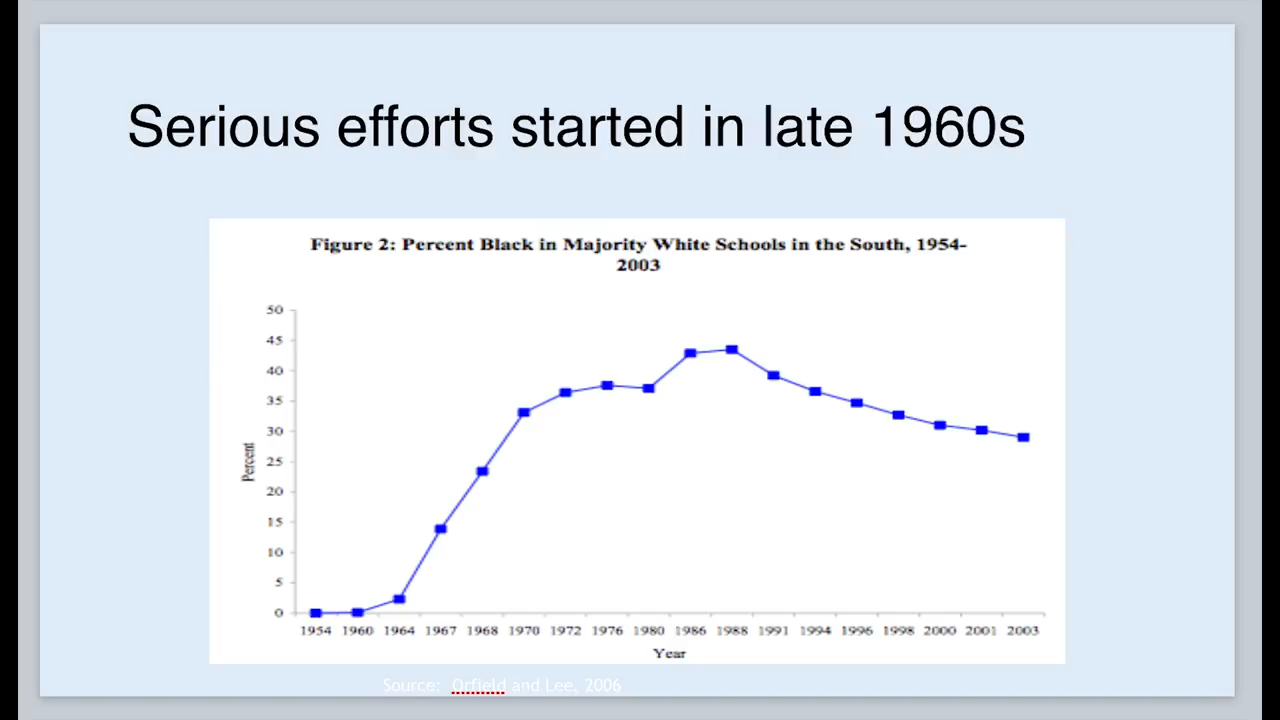 Serious efforts started in late 1960s
Figure 2: Percent Black in Majority White Schools in the South, 1954-
2003
50
45
40
35
30
25
20
15
10
5
0
Percent
1954 1960 1964 1967 1968 1970 1972 1976 1980 1986 1988 1991 1994 1996 1998 2000 2001 2003
Year
Source: Orfield and Lee, 2006